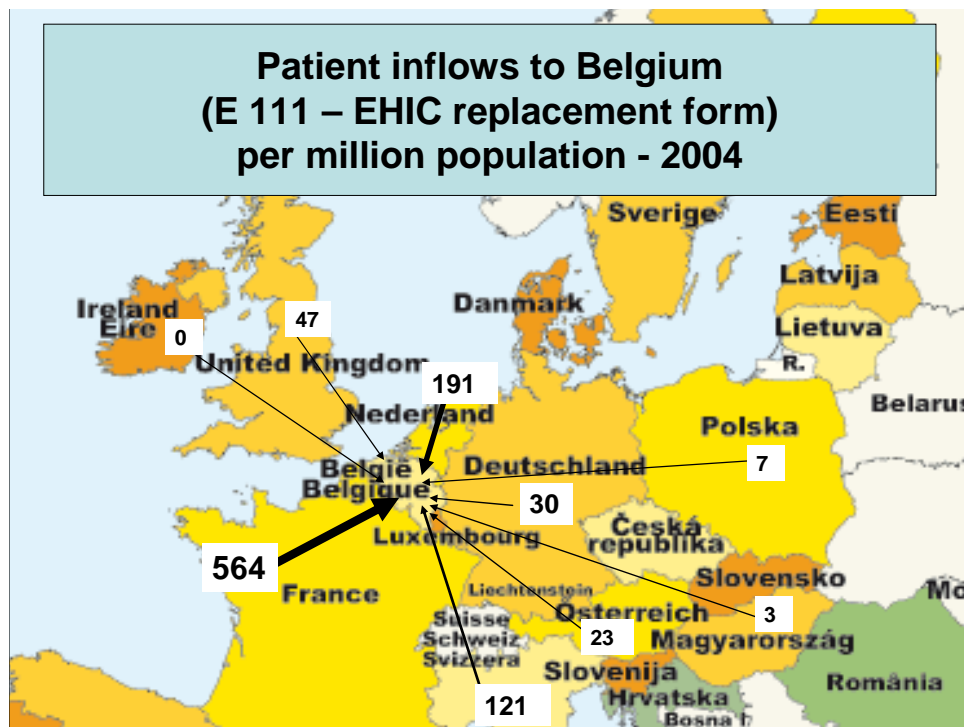 Patient inflows to Belgium
(E 111 – EHIC replacement form)
per million population - 2004
Sverige
Eesti
Latvija
Danmark
Ireland
Eire
47
0
Lietuva
R.
United Kingdom
191
Nederland
Belarus
Polska
België
Belgique
Deutschland
7
30
Česká
republika
Luxembourg
564
France
Slovensko
Mo
Liechtenstein
Österreich
3
Suisse
Schweiz
Svizzera
23
Magyarország
Slovenija
România
Hrvatska
121
Bosna i